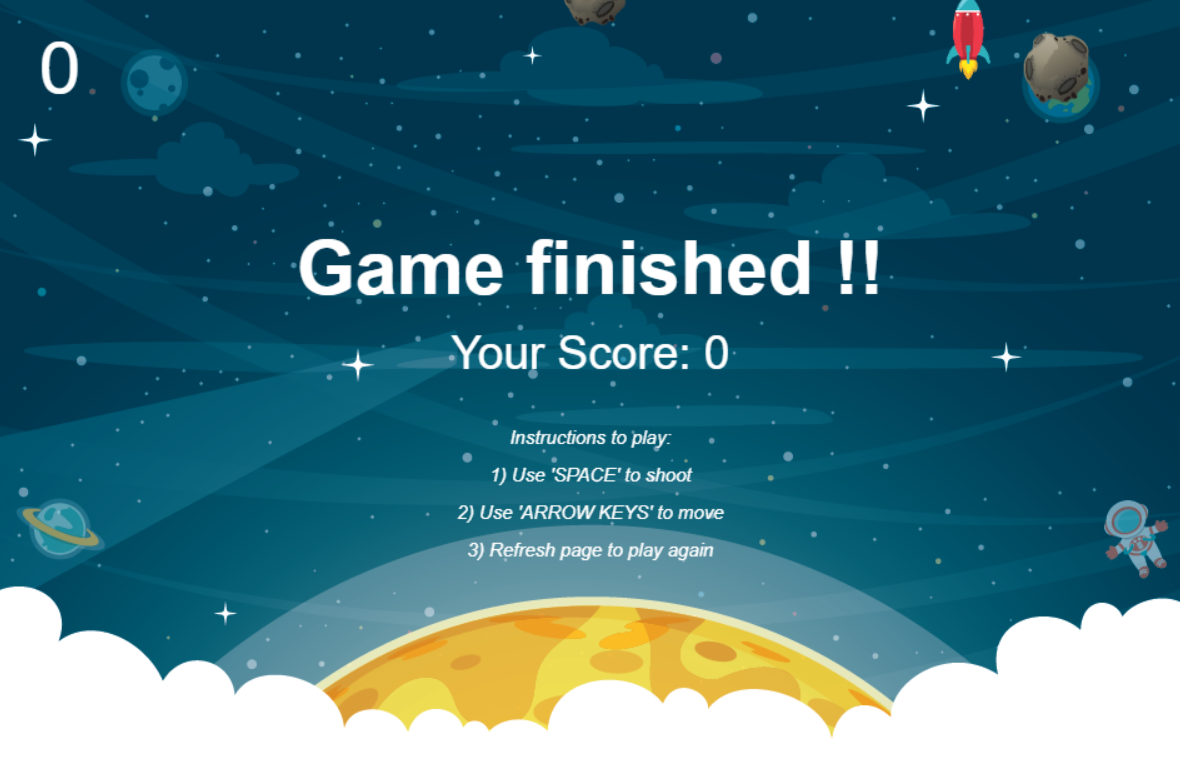 0
Game finished !!
Your Score: 0
Instructions to play:
1) Use 'SPACE' to shoot
2) Use 'ARROW KEYS' to move
3) Refresh page to play again